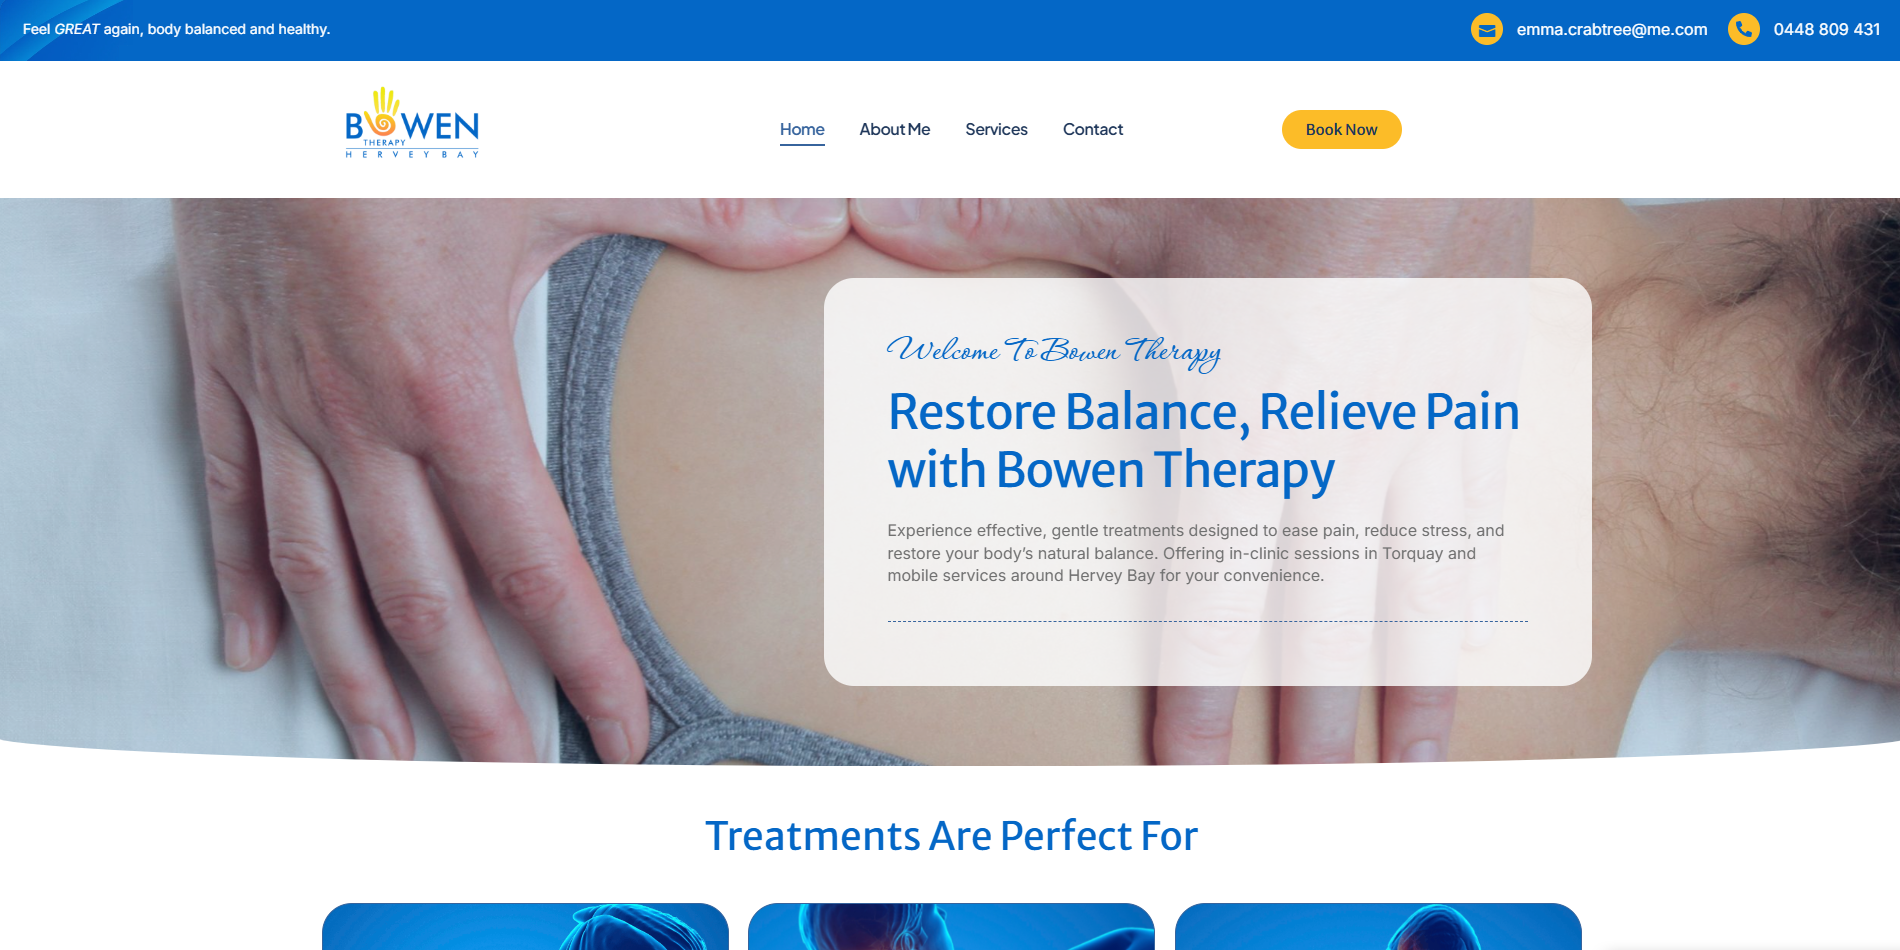 Feel GREAT again, body balanced and healthy.
emma.crabtree@me.com
0448 809 431
BOWEN
THERAPY
HERVEY BAY
Home
About Me
Services
Contact
Book Now
Welcome To Bowen Therapy
Restore Balance, Relieve Pain
with Bowen Therapy
Experience effective, gentle treatments designed to ease pain, reduce stress, and
restore your body’s natural balance. Offering in-clinic sessions in Torquay and
mobile services around Hervey Bay for your convenience.
Treatments Are Perfect For